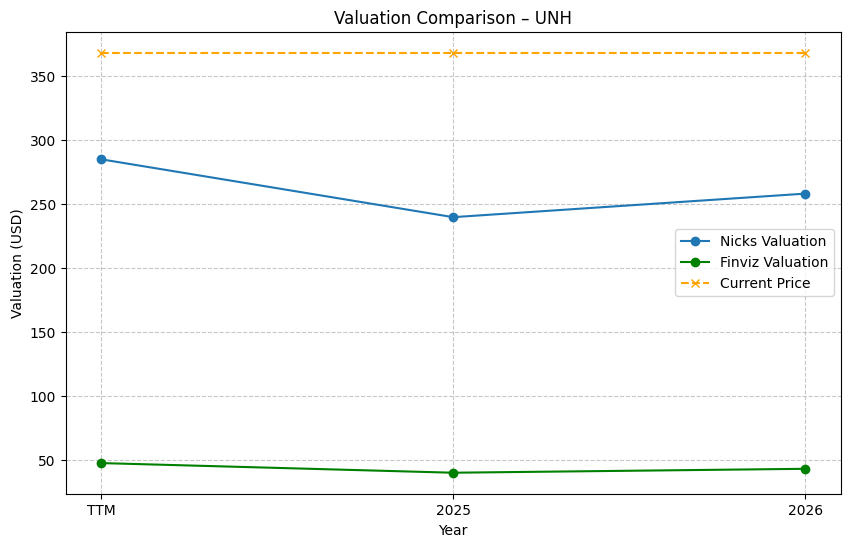 Valuation Comparison – UNH
Valuation (USD)
350
300
250
200
150
100
50
Nicks Valuation
Finviz Valuation
Current Price
TTM
2025
2026
Year